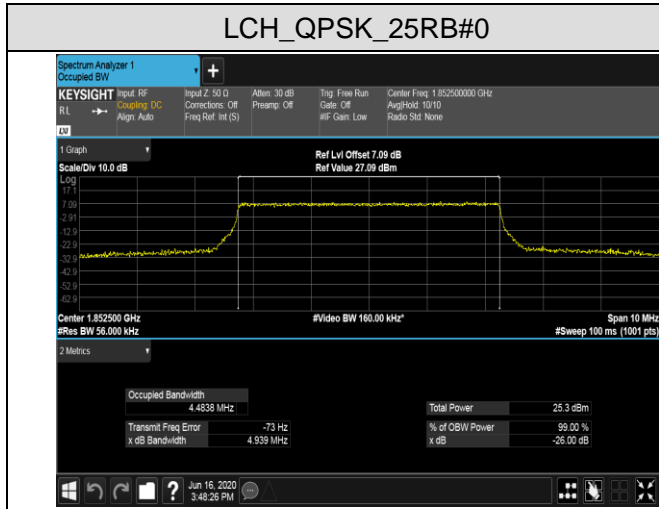 LCH_QPSK_25RB#0
Spectrum Analyzer 1
Occupied BW
KEYSIGHT Input: RF Input Z: 50 Ω Atten: 30 dB Trig: Free Run Center Freq: 1.852500000 GHz
RL Coupling: DC Corrections: Off Preamp: Off Gate: Off Avg|Hold: 10/10
Align: Auto Freq Ref: Int (S) #IF Gain: Low Radio Std: None
LXI
1 Graph
Ref Lvl Offset 7.09 dB
Scale/Div 10.0 dB Ref Value 27.09 dBm
Log
17.1
7.09
-2.91
-12.9
-22.9
-32.9
-42.9
-52.9
-62.9
Center 1.852500 GHz #Video BW 160.00 kHz* Span 10 MHz
#Res BW 56.000 kHz #Sweep 100 ms (1001 pts)
2 Metrics
Occupied Bandwidth
4.4838 MHz Total Power 25.3 dBm
Transmit Freq Error -73 Hz % of OBW Power 99.00 %
x dB Bandwidth 4.939 MHz x dB -26.00 dB
? Jun 16, 2020
3:48:26 PM